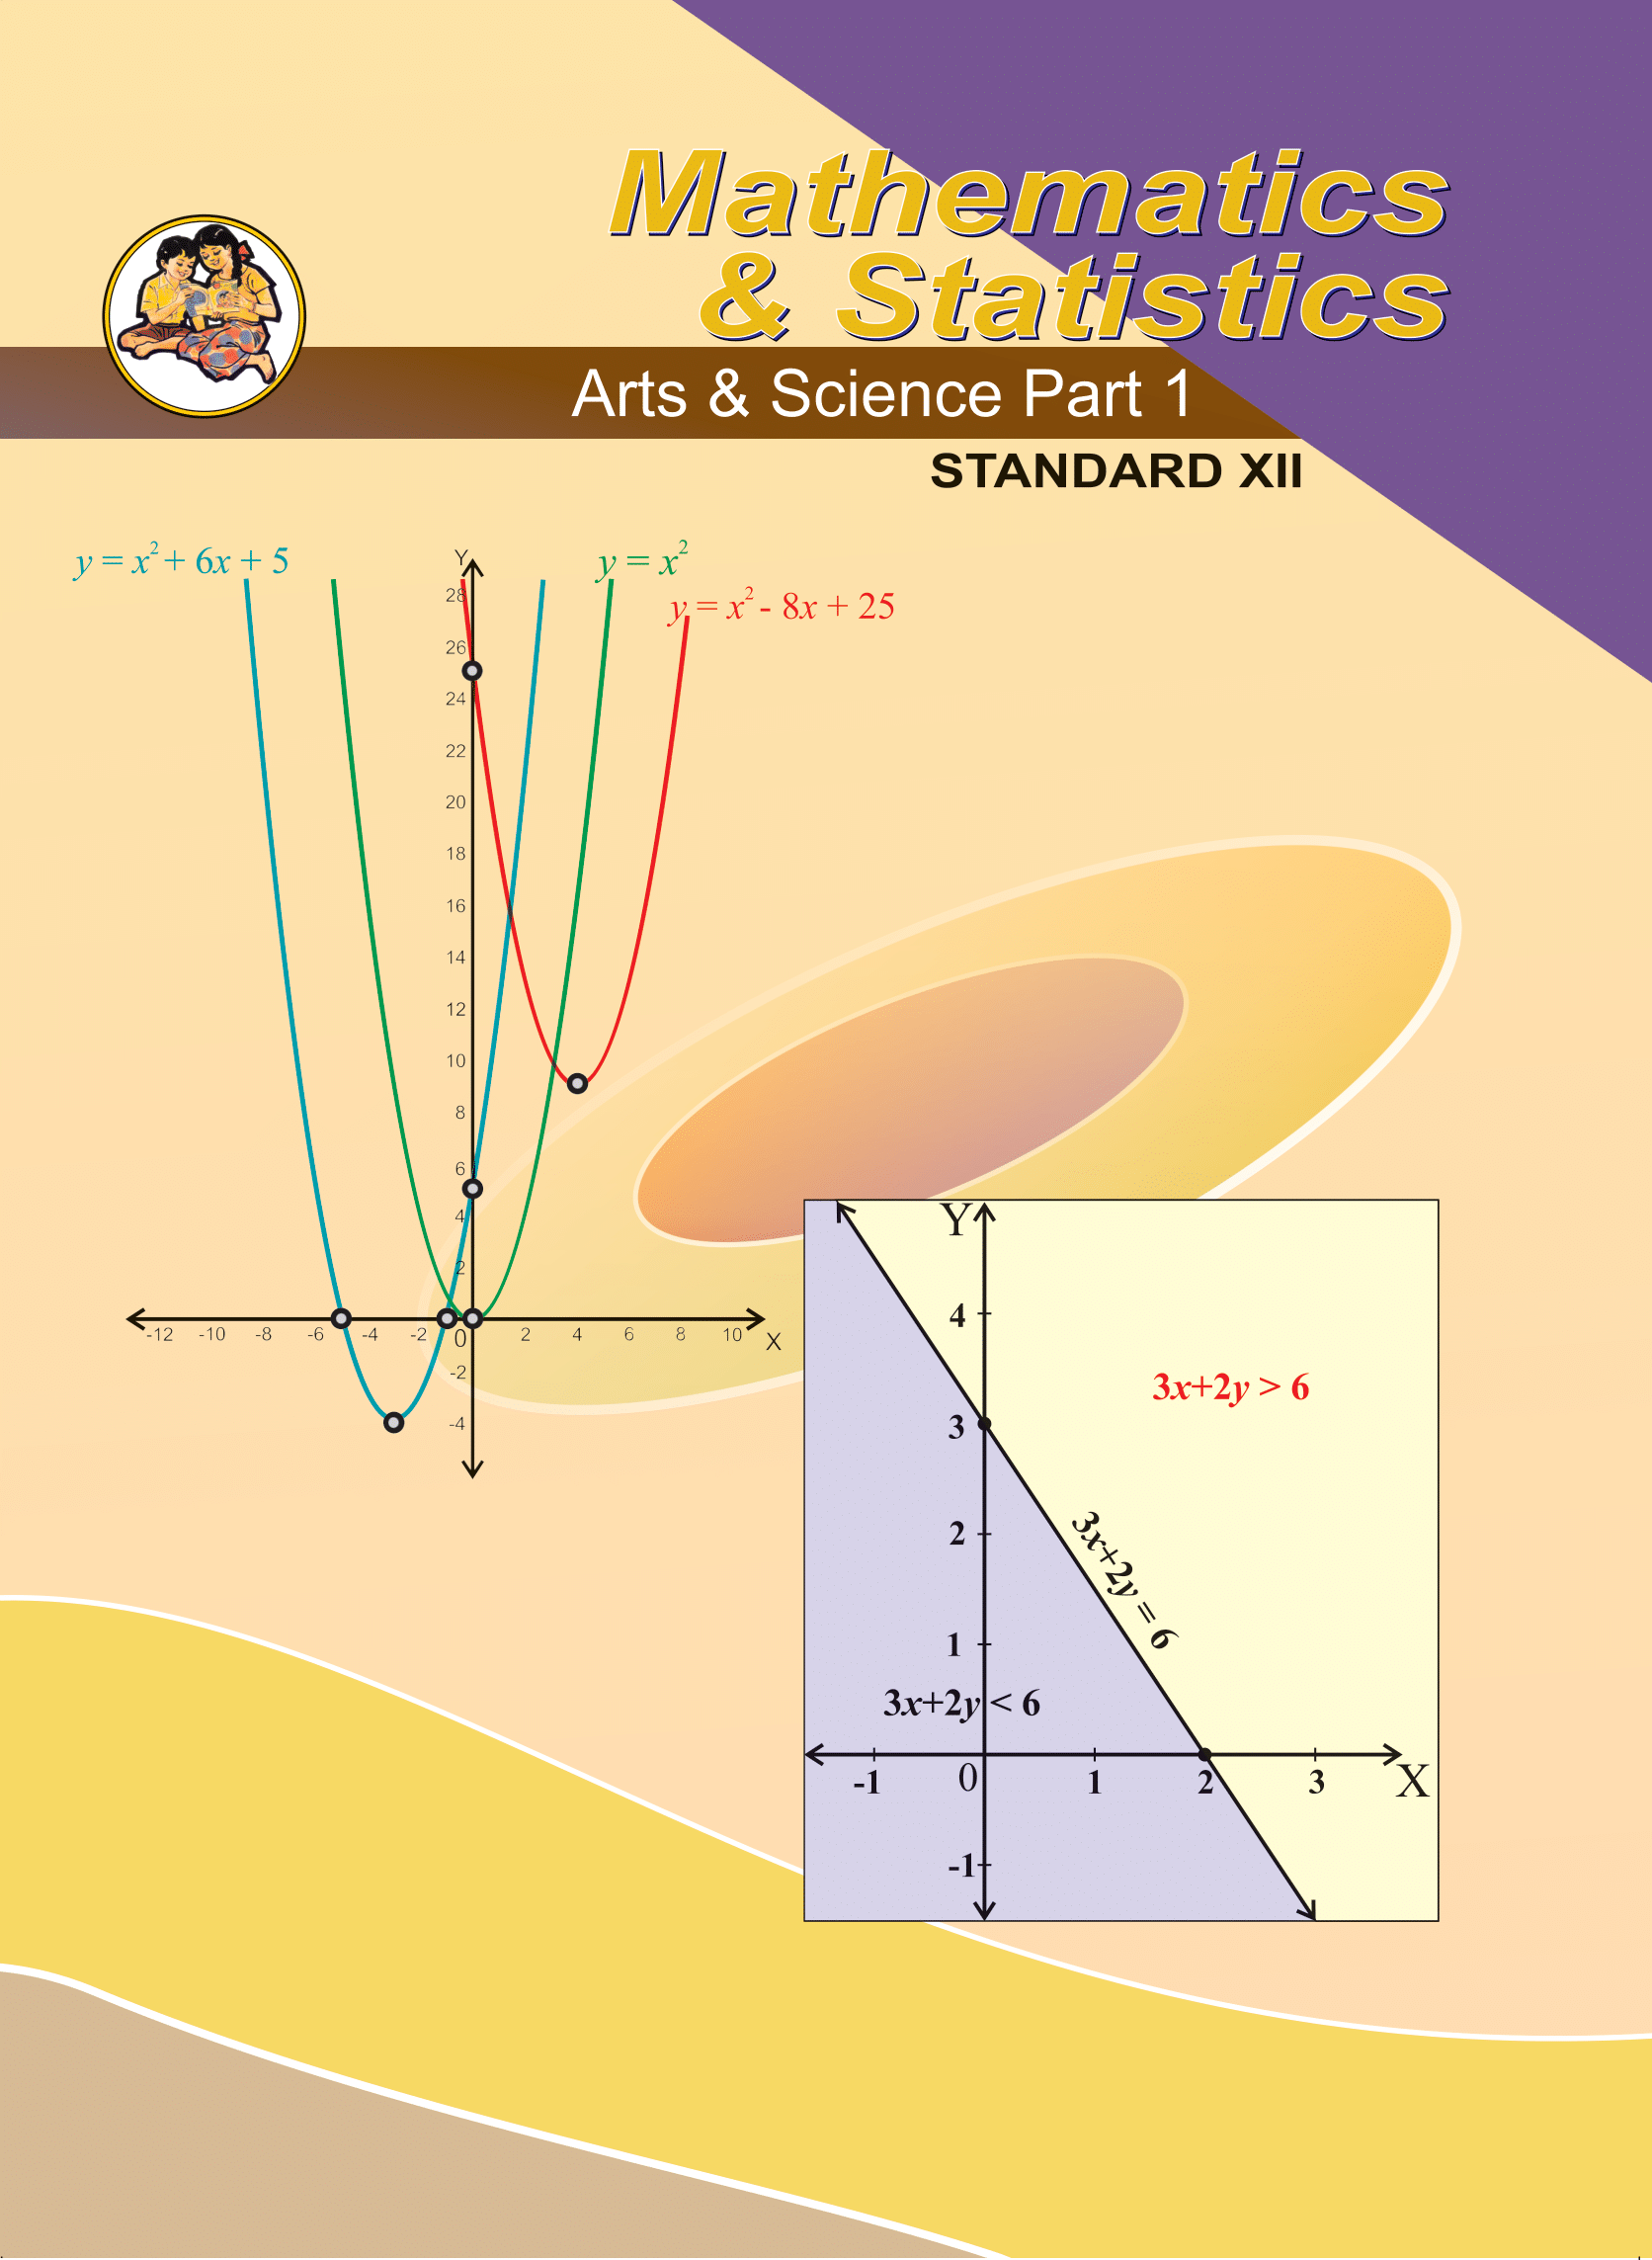 Mathematics
& Statistics
Arts & Science Part 1
STANDARD XII
y = x² + 6x + 5
Y
y = x²
y = x² - 8x + 25
28
26
24
22
20
18
16
14
12
10
8
6
4
2
-12 -10 -8 -6 -4 -2 0 2 4 6 8 10 X
-2
-4
Y
4
3x+2y > 6
3
2
3x+2y = 6
1
3x+2y < 6
-1 0 1 2 3 X
-1